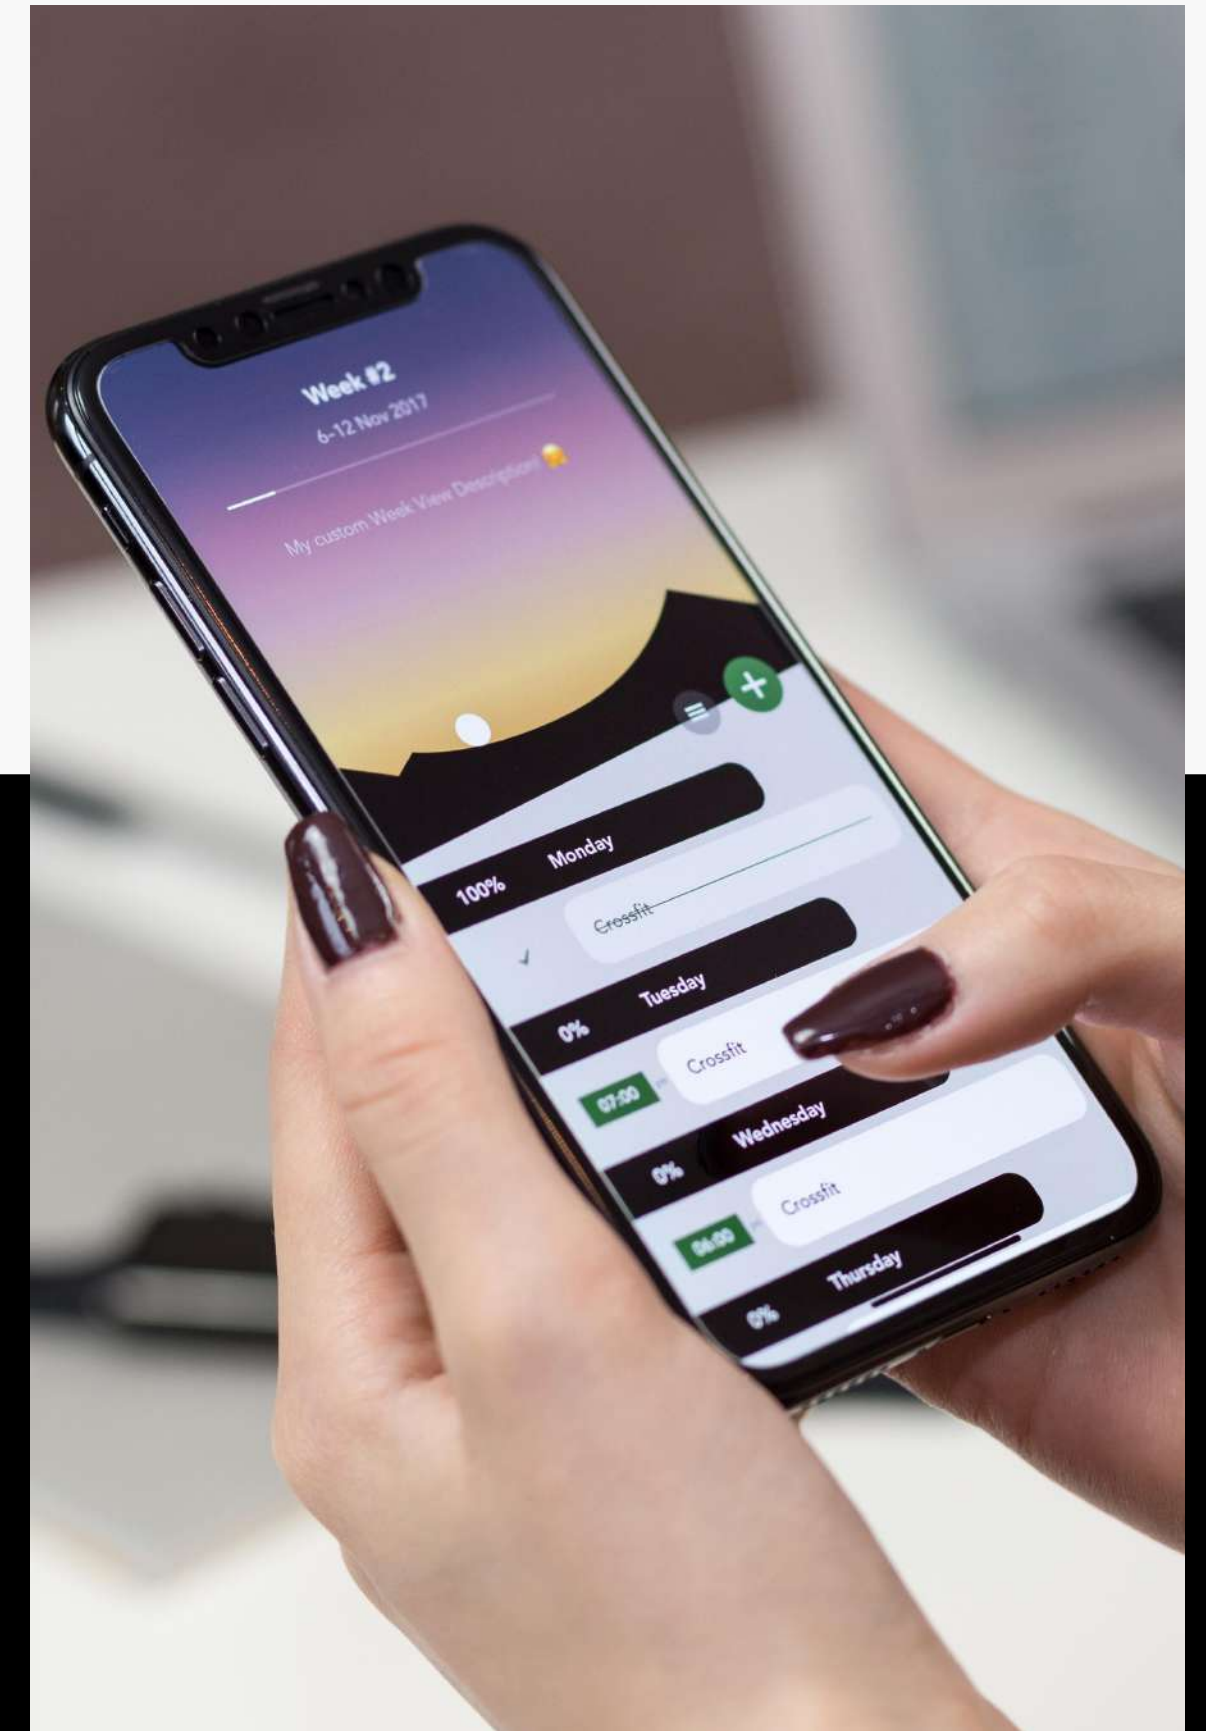 Week #2
6-12 Nov 2017
My custom Week View Description!
100% Monday
Crossfit
0% Tuesday
07:00 Crossfit
0% Wednesday
06:00 Crossfit
0% Thursday